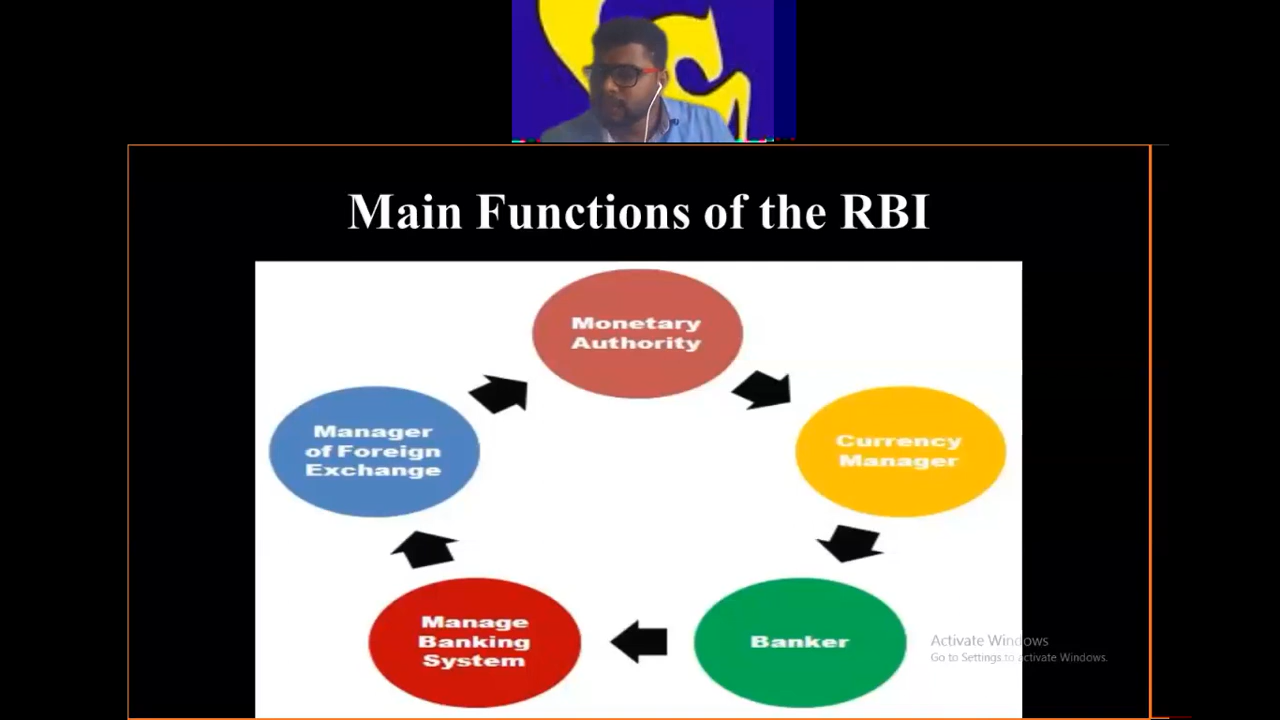 Main Functions of the RBI
Monetary
Authority
Currency
Manager
Banker
Manage
Banking
System
Manager
of Foreign
Exchange
Activate Windows
Go to Settings to activate Windows.